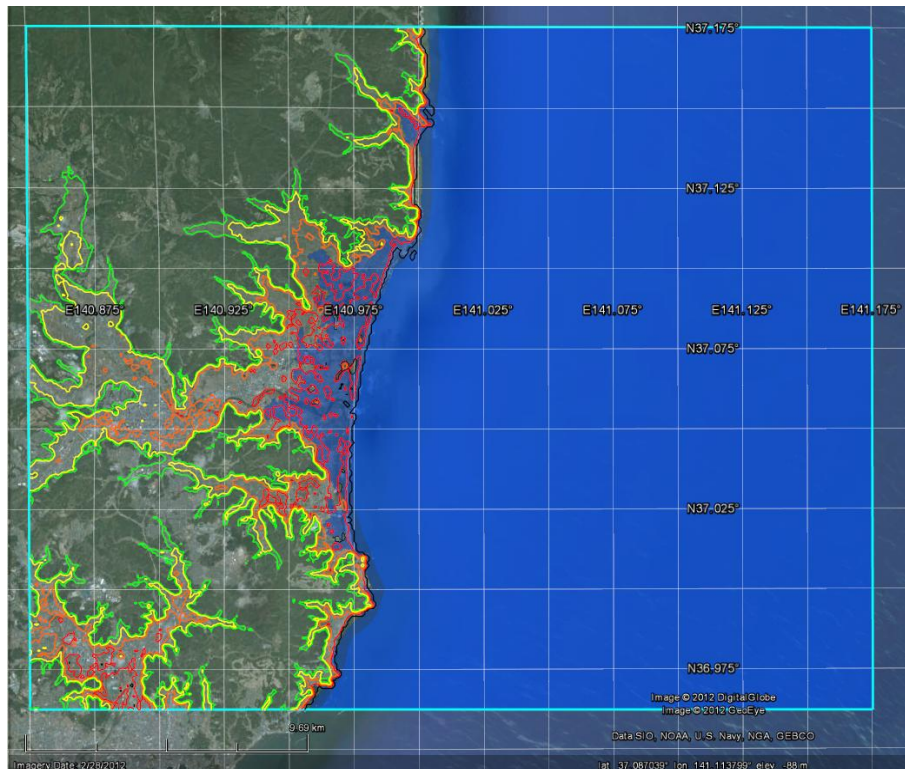 N37.175°
N37.125°
E140.875° E140.925° E140.975° E141.025° E141.075° E141.125° E141.175°
N37.075°
N37.025°
N36.975°
Image © 2012 DigitalGlobe
Image © 2012 GeoEye
9.69 km
Data SIO, NOAA, U.S. Navy, NGA, GEBCO
Imagery Date: 2/28/2012 lat 37.087039° lon 141.113799° elev -88 m